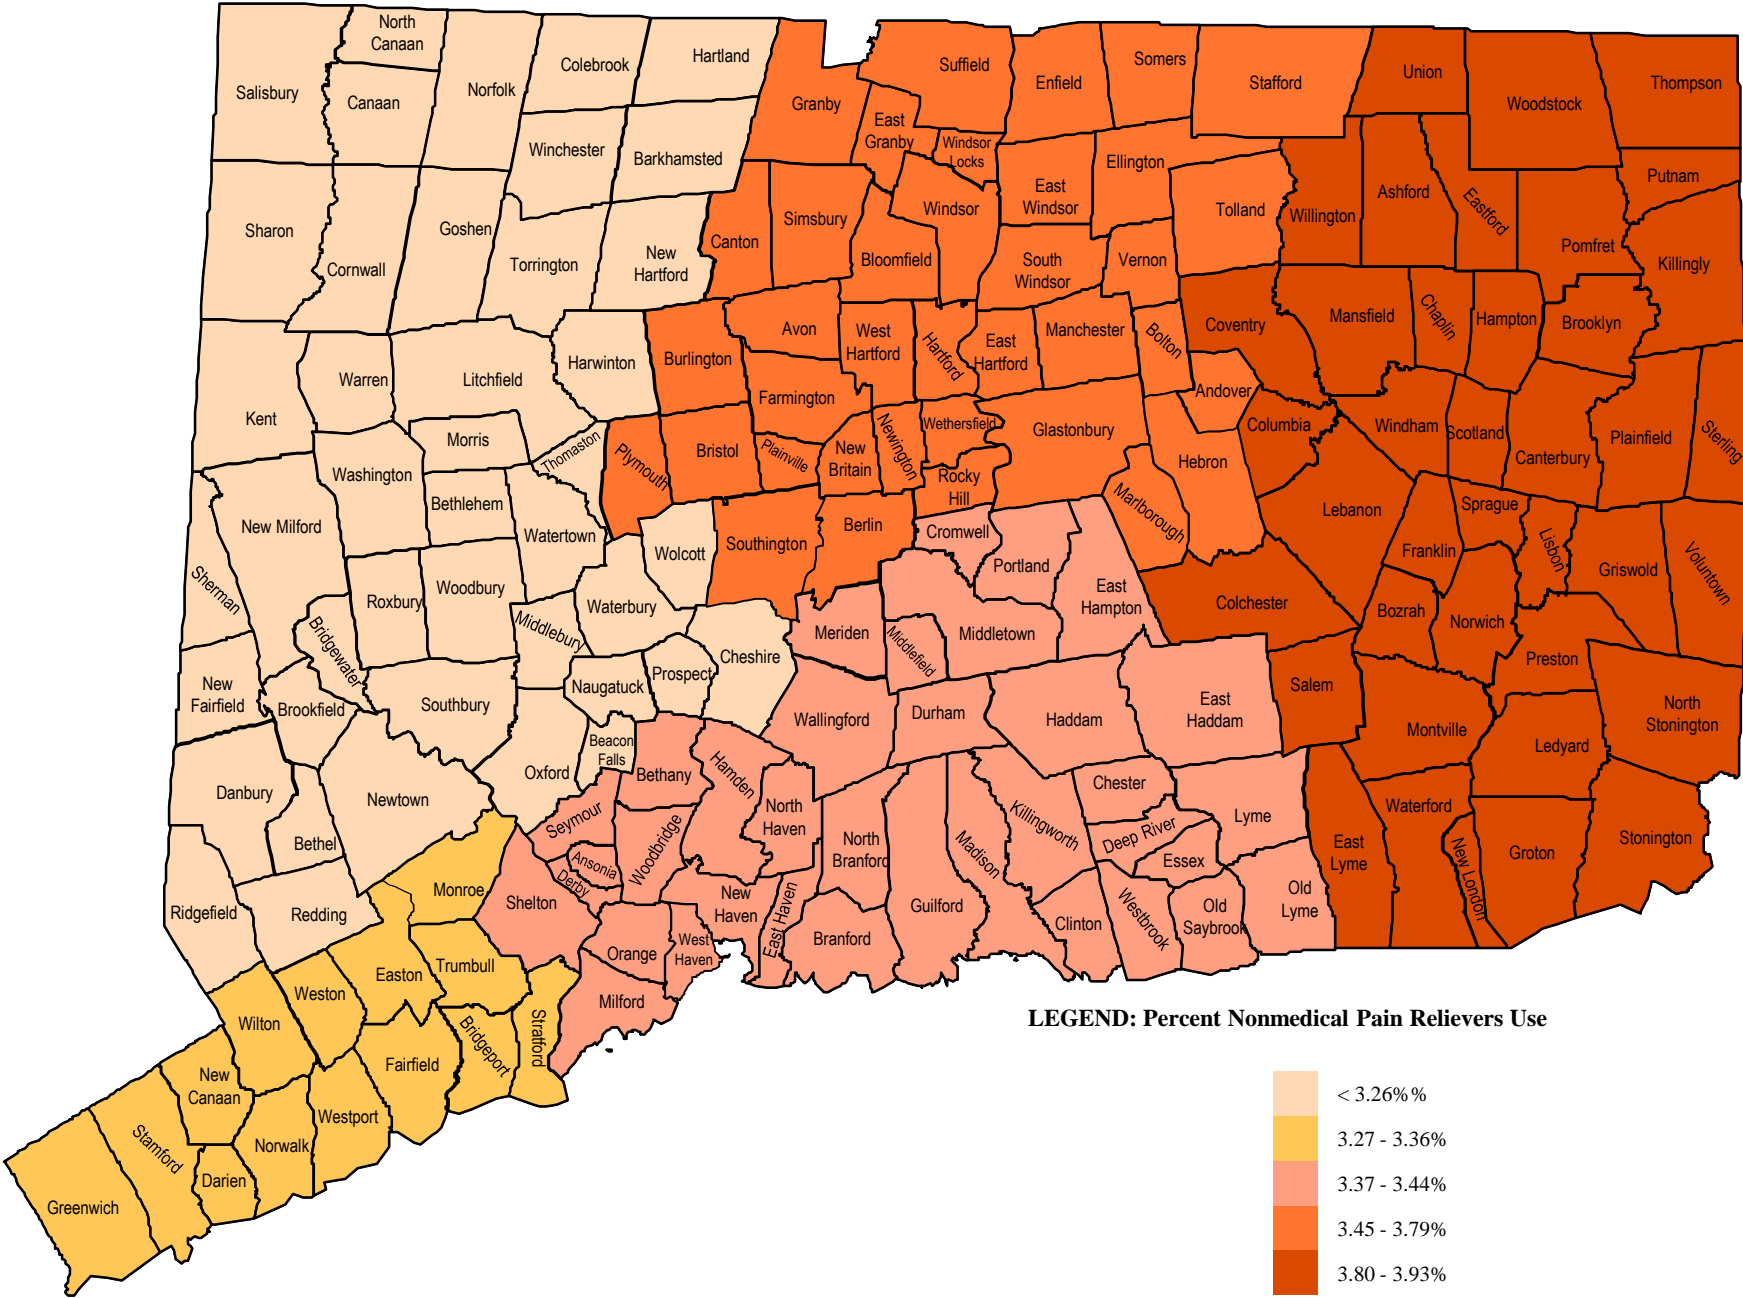 North
Canaan
Colebrook
Hartland
Salisbury
Canaan
Norfolk
Granby
Suffield
Enfield
Somers
Stafford
Union
Woodstock
Thompson
East
Granby
Windsor
Locks
Winchester
Barkhamsted
Ellington
Putnam
Sharon
Cornwall
Goshen
Torrington
New
Hartford
Canton
Simsbury
Bloomfield
Windsor
East
Windsor
Tolland
Willington
Ashford
Eastford
Pomfret
Killingly
South
Windsor
Vernon
Kent
Warren
Litchfield
Harwinton
Burlington
Avon
West
Hartford
Hartford
East
Hartford
Manchester
Bolton
Coventry
Mansfield
Chaplin
Hampton
Brooklyn
Farmington
Andover
Morris
Thomaston
Plymouth
Bristol
Plainville
New
Britain
Newington
Wethersfield
Glastonbury
Columbia
Windham
Scotland
Canterbury
Plainfield
Sterling
Washington
Bethlehem
Watertown
Rocky
Hill
Hebron
Marlborough
Lebanon
Sprague
Lisbon
New Milford
Wolcott
Southington
Berlin
Cromwell
Portland
East
Hampton
Franklin
Griswold
Voluntown
Sherman
Roxbury
Woodbury
Waterbury
Colchester
Bozrah
Norwich
Bridgewater
Middlebury
Meriden
Middlefield
Middletown
Preston
New
Fairfield
Brookfield
Southbury
Naugatuck
Prospect
Cheshire
Wallingford
Durham
Haddam
East
Haddam
Salem
Montville
Ledyard
North
Stonington
Danbury
Bethel
Newtown
Oxford
Beacon
Falls
Bethany
Hamden
North
Haven
Chester
Lyme
Waterford
Seymour
Woodbridge
North
Branford
Madison
Killingworth
Deep River
Essex
East
Lyme
New London
Groton
Stonington
Ridgefield
Redding
Monroe
Shelton
Ansonia
Derby
New
Haven
East Haven
Guilford
Clinton
Westbrook
Old
Saybrook
Old
Lyme
Orange
West
Haven
Branford
Milford
Wilton
Weston
Easton
Trumbull
Bridgeport
Stratford
Fairfield
New
Canaan
Norwalk
Westport
Stamford
Darien
Greenwich
LEGEND: Percent Nonmedical Pain Relievers Use
< 3.26%%
3.27 - 3.36%
3.37 - 3.44%
3.45 - 3.79%
3.80 - 3.93%